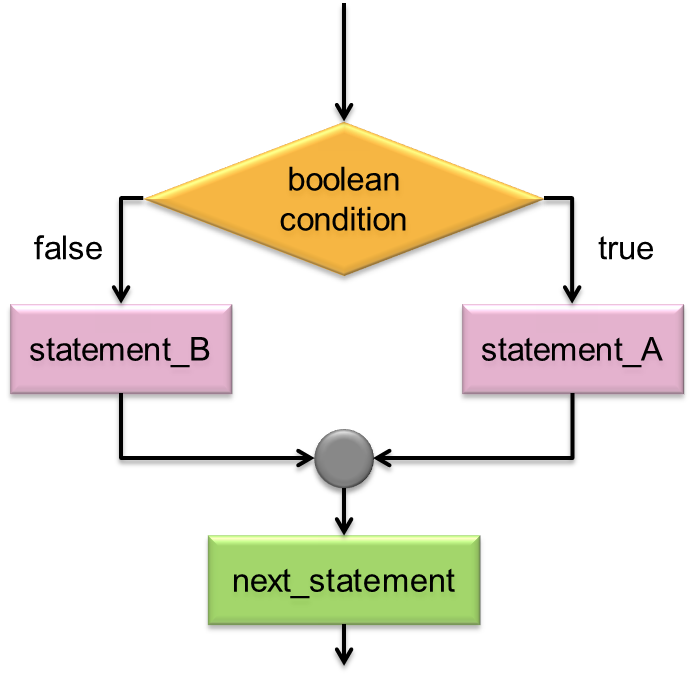 boolean
condition
false
true
statement_B
statement_A
next_statement